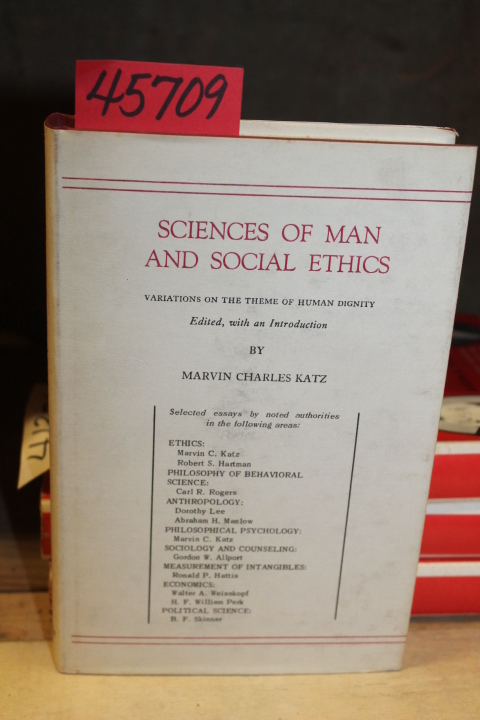 45709
SCIENCES OF MAN
AND SOCIAL ETHICS
VARIATIONS ON THE THEME OF HUMAN DIGNITY
Edited, with an Introduction
BY
MARVIN CHARLES KATZ
Selected essays by noted authorities
in the following areas:
ETHICS:
Marvin C. Katz
Robert S. Hartman
PHILOSOPHY OF BEHAVIORAL
SCIENCE:
Carl R. Rogers
ANTHROPOLOGY:
Dorothy Lee
Abraham H. Maslow
PHILOSOPHICAL PSYCHOLOGY:
Marvin C. Katz
SOCIOLOGY AND COUNSELING:
Gordon W. Allport
MEASUREMENT OF INTANGIBLES:
Ronald P. Hattis
ECONOMICS:
Walter A. Weisskopf
H. F. William Perk
POLITICAL SCIENCE:
B. F. Skinner